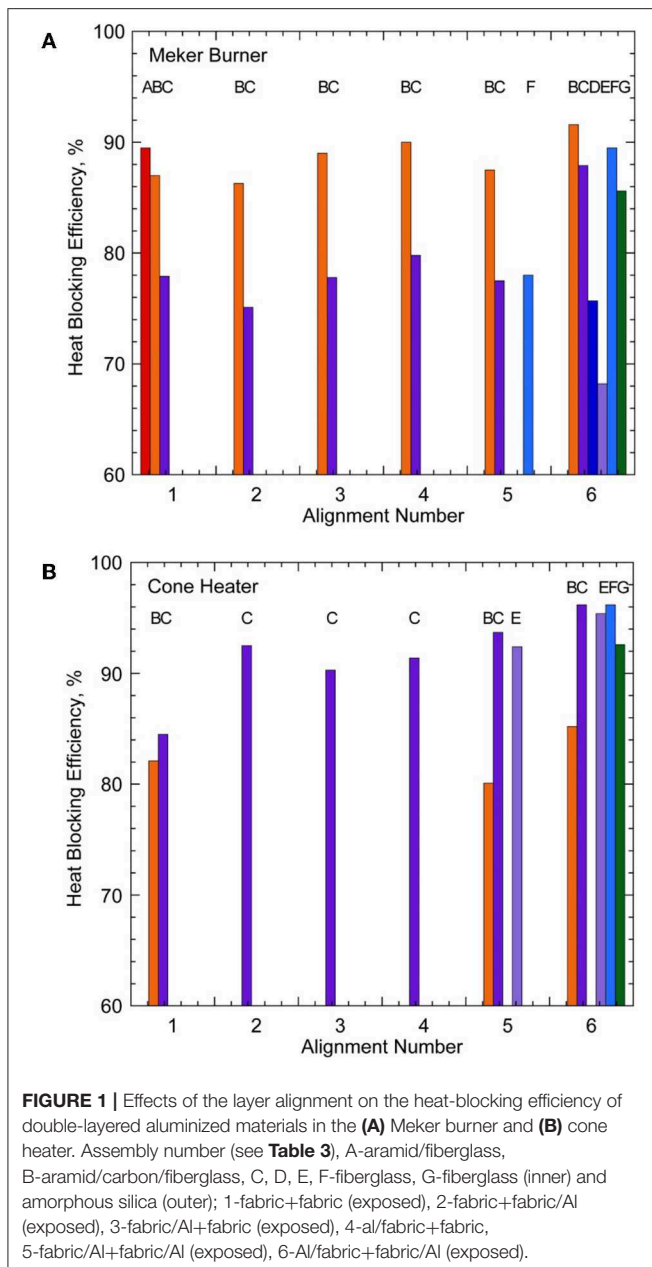 A
Meker Burner
100
90
80
70
60
Heat Blocking Efficiency, %
ABC BC BC BC BC F BCDEFG
1 2 3 4 5 6
Alignment Number
B
Cone Heater
100
90
80
70
60
Heat Blocking Efficiency, %
BC C C C BC E BC EFG
1 2 3 4 5 6
Alignment Number
FIGURE 1 | Effects of the layer alignment on the heat-blocking efficiency of
double-layered aluminized materials in the (A) Meker burner and (B) cone
heater. Assembly number (see Table 3), A-aramid/fiberglass,
B-aramid/carbon/fiberglass, C, D, E, F-fiberglass, G-fiberglass (inner) and
amorphous silica (outer); 1-fabric+fabric (exposed), 2-fabric+fabric/Al
(exposed), 3-fabric/Al+fabric (exposed), 4-al/fabric+fabric,
5-fabric/Al+fabric/Al (exposed), 6-Al/fabric+fabric/Al (exposed).